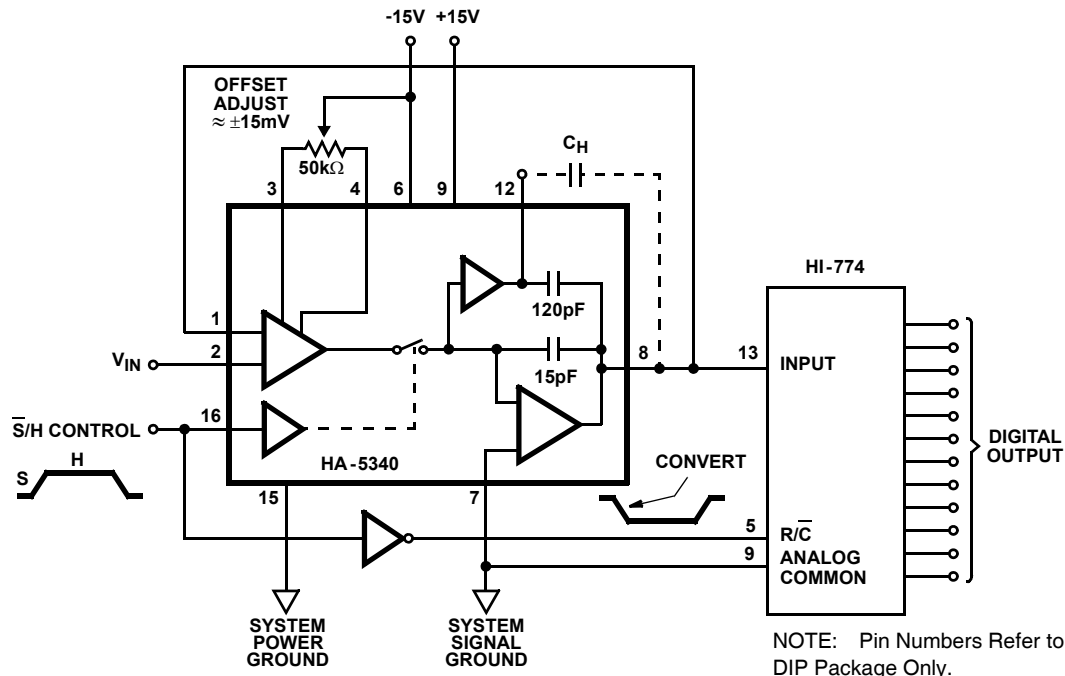 -15V +15V
OFFSET
ADJUST
≈ ±15mV
50kΩ
C_H
3 4 6 9 12
HI-774
120pF
1
2
V_IN
8
13
INPUT
15pF
16
S̅/H CONTROL
DIGITAL
OUTPUT
H
S
HA-5340
CONVERT
15
7
5
R/C̅
9
ANALOG
COMMON
SYSTEM
POWER
GROUND
SYSTEM
SIGNAL
GROUND
NOTE: Pin Numbers Refer to
DIP Package Only.